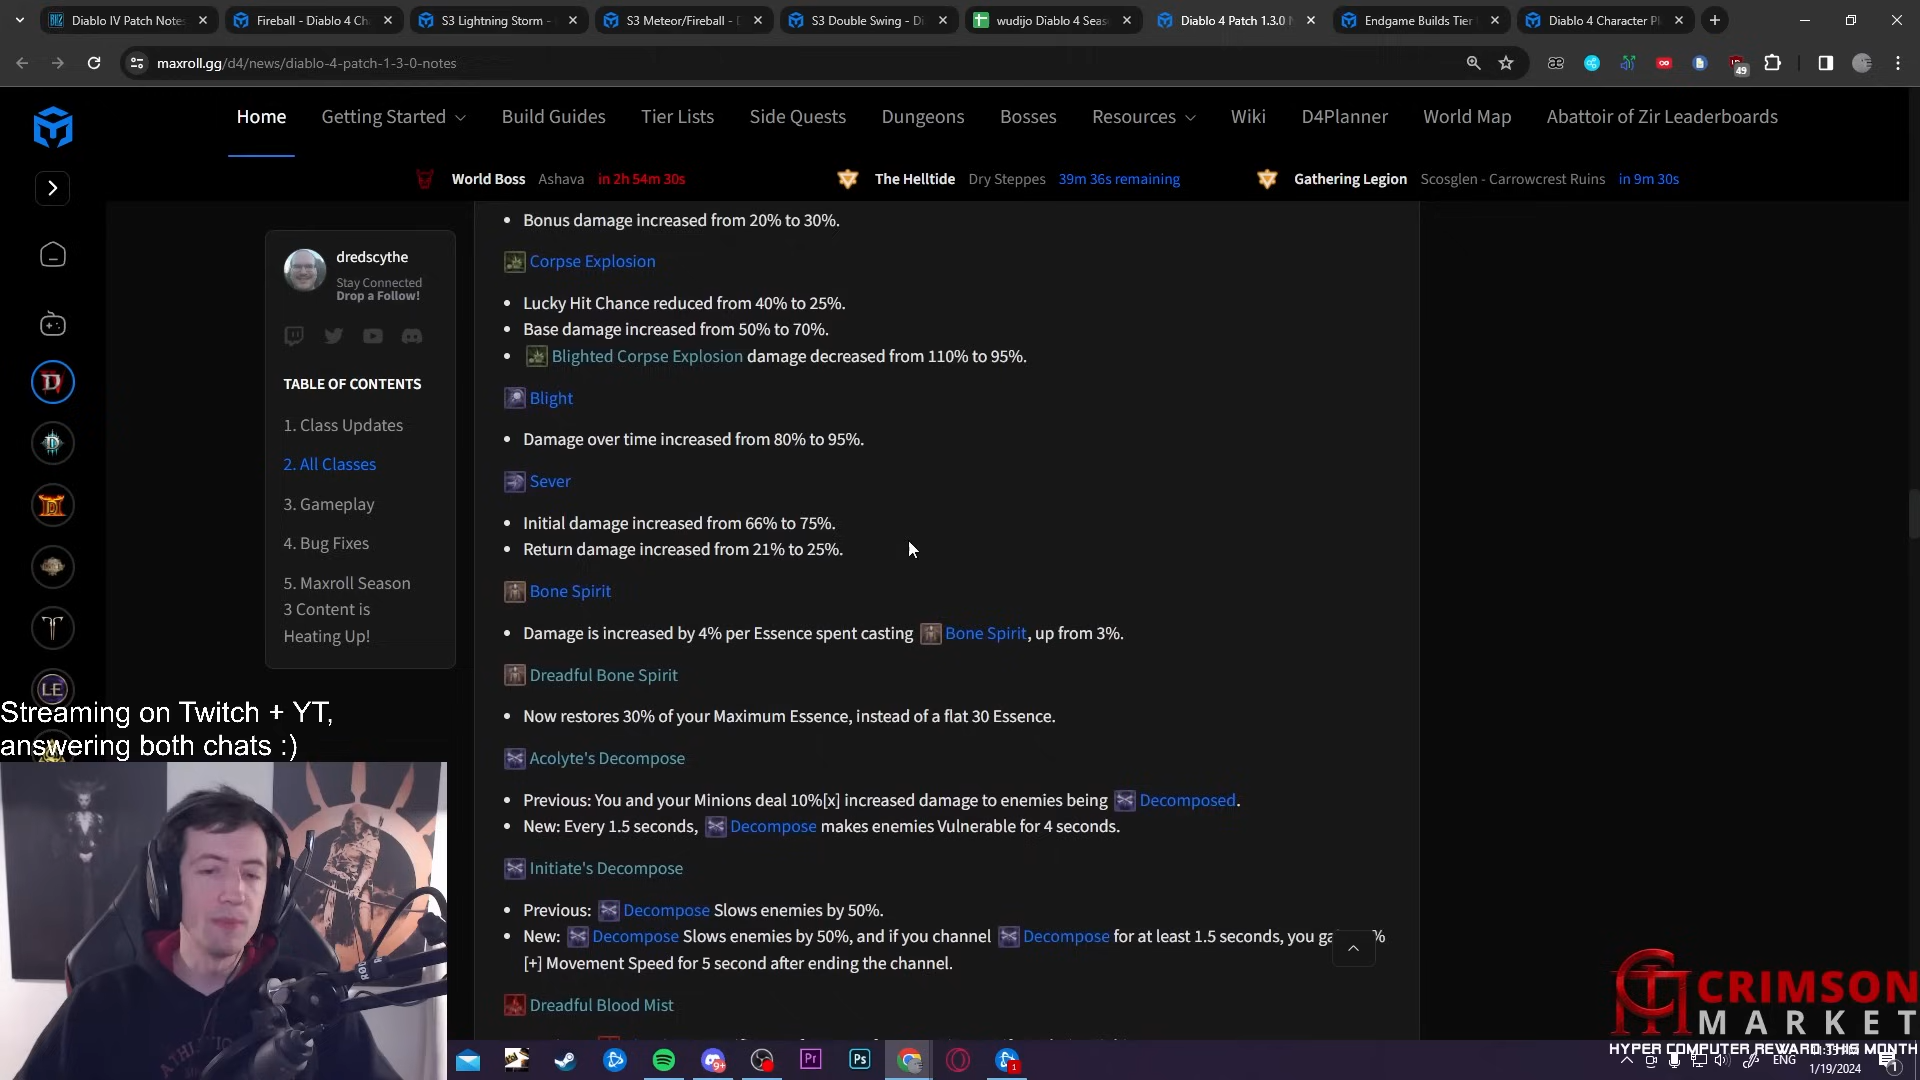 Diablo IV Patch Notes
Fireball - Diablo 4 Ch
S3 Lightning Storm -
S3 Meteor/Fireball - D
S3 Double Swing - D
wudijo Diablo 4 Seas
Diablo 4 Patch 1.3.0 N
Endgame Builds Tier
Diablo 4 Character Pl
maxroll.gg/d4/news/diablo-4-patch-1-3-0-notes
49
Home
Getting Started
Build Guides
Tier Lists
Side Quests
Dungeons
Bosses
Resources
Wiki
D4Planner
World Map
Abattoir of Zir Leaderboards
World Boss Ashava in 2h 54m 30s
The Helltide Dry Steppes 39m 36s remaining
Gathering Legion Scosglen - Carrowcrest Ruins in 9m 30s
dredscythe
Stay Connected
Drop a Follow!
TABLE OF CONTENTS
1. Class Updates
2. All Classes
3. Gameplay
4. Bug Fixes
5. Maxroll Season
3 Content is
Heating Up!
• Bonus damage increased from 20% to 30%.
Corpse Explosion
• Lucky Hit Chance reduced from 40% to 25%.
• Base damage increased from 50% to 70%.
• Blighted Corpse Explosion damage decreased from 110% to 95%.
Blight
• Damage over time increased from 80% to 95%.
Sever
• Initial damage increased from 66% to 75%.
• Return damage increased from 21% to 25%.
Bone Spirit
• Damage is increased by 4% per Essence spent casting Bone Spirit, up from 3%.
Dreadful Bone Spirit
• Now restores 30% of your Maximum Essence, instead of a flat 30 Essence.
Acolyte's Decompose
• Previous: You and your Minions deal 10%[x] increased damage to enemies being Decomposed.
• New: Every 1.5 seconds, Decompose makes enemies Vulnerable for 4 seconds.
Initiate's Decompose
• Previous: Decompose Slows enemies by 50%.
• New: Decompose Slows enemies by 50%, and if you channel Decompose for at least 1.5 seconds, you ga %
[+] Movement Speed for 5 second after ending the channel.
Dreadful Blood Mist
LE
Streaming on Twitch + YT,
answering both chats :)
CRIMSON
MARKET
HYPER COMPUTER REWARD THIS MONTH
Pr
Ps
9+
1
ENG
1/19/2024
1